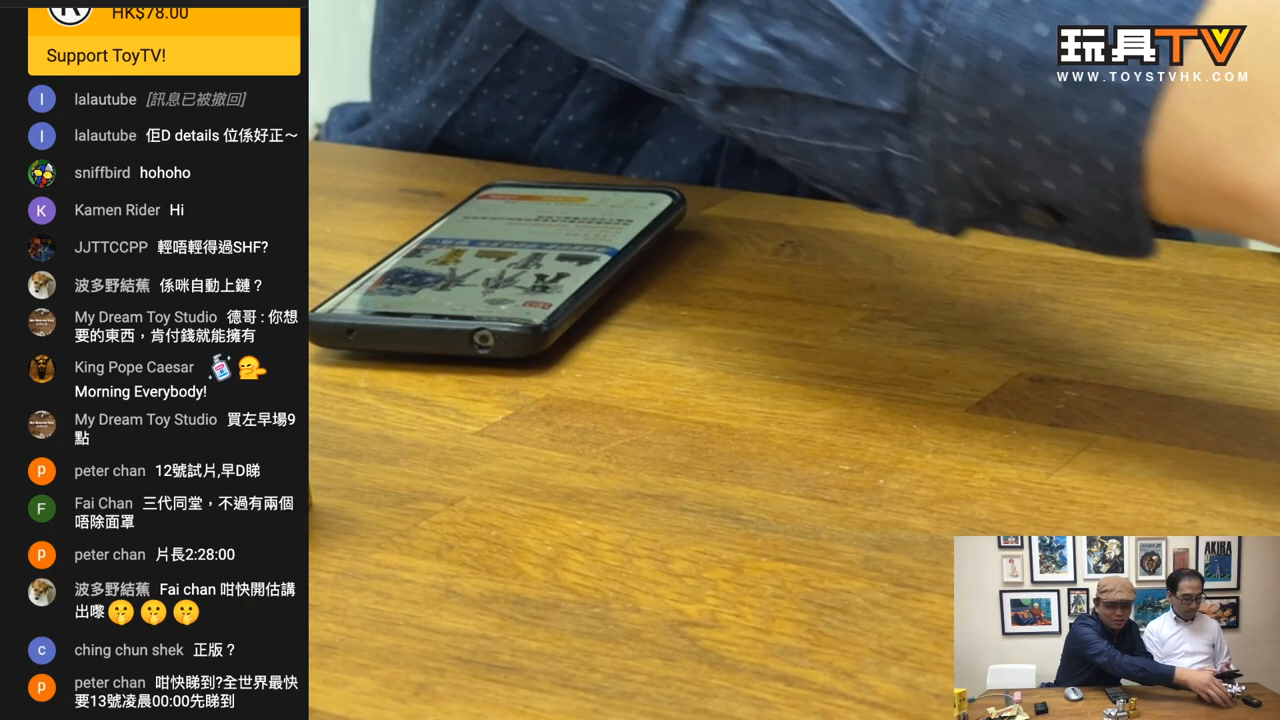 HK$78.00
Support ToyTV!
lalautube [訊息已被撤回]
lalautube 佢D details 位係好正～
sniffbird hohoho
K Kamen Rider Hi
JJTTCCPP 輕唔輕得過SHF?
波多野結蕉 係咪自動上鏈？
My Dream Toy Studio 德哥 : 你想
要的東西，肯付錢就能擁有
King Pope Caesar
Morning Everybody!
My Dream Toy Studio 買左早場9
點
p peter chan 12號試片,早D睇
F Fai Chan 三代同堂，不過有兩個
唔除面罩
p peter chan 片長2:28:00
波多野結蕉 Fai chan 咁快開估講
出嚟
c ching chun shek 正版？
p peter chan 咁快睇到?全世界最快
要13號凌晨00:00先睇到
玩具TV
WWW.TOYSTVHK.COM
AKIRA